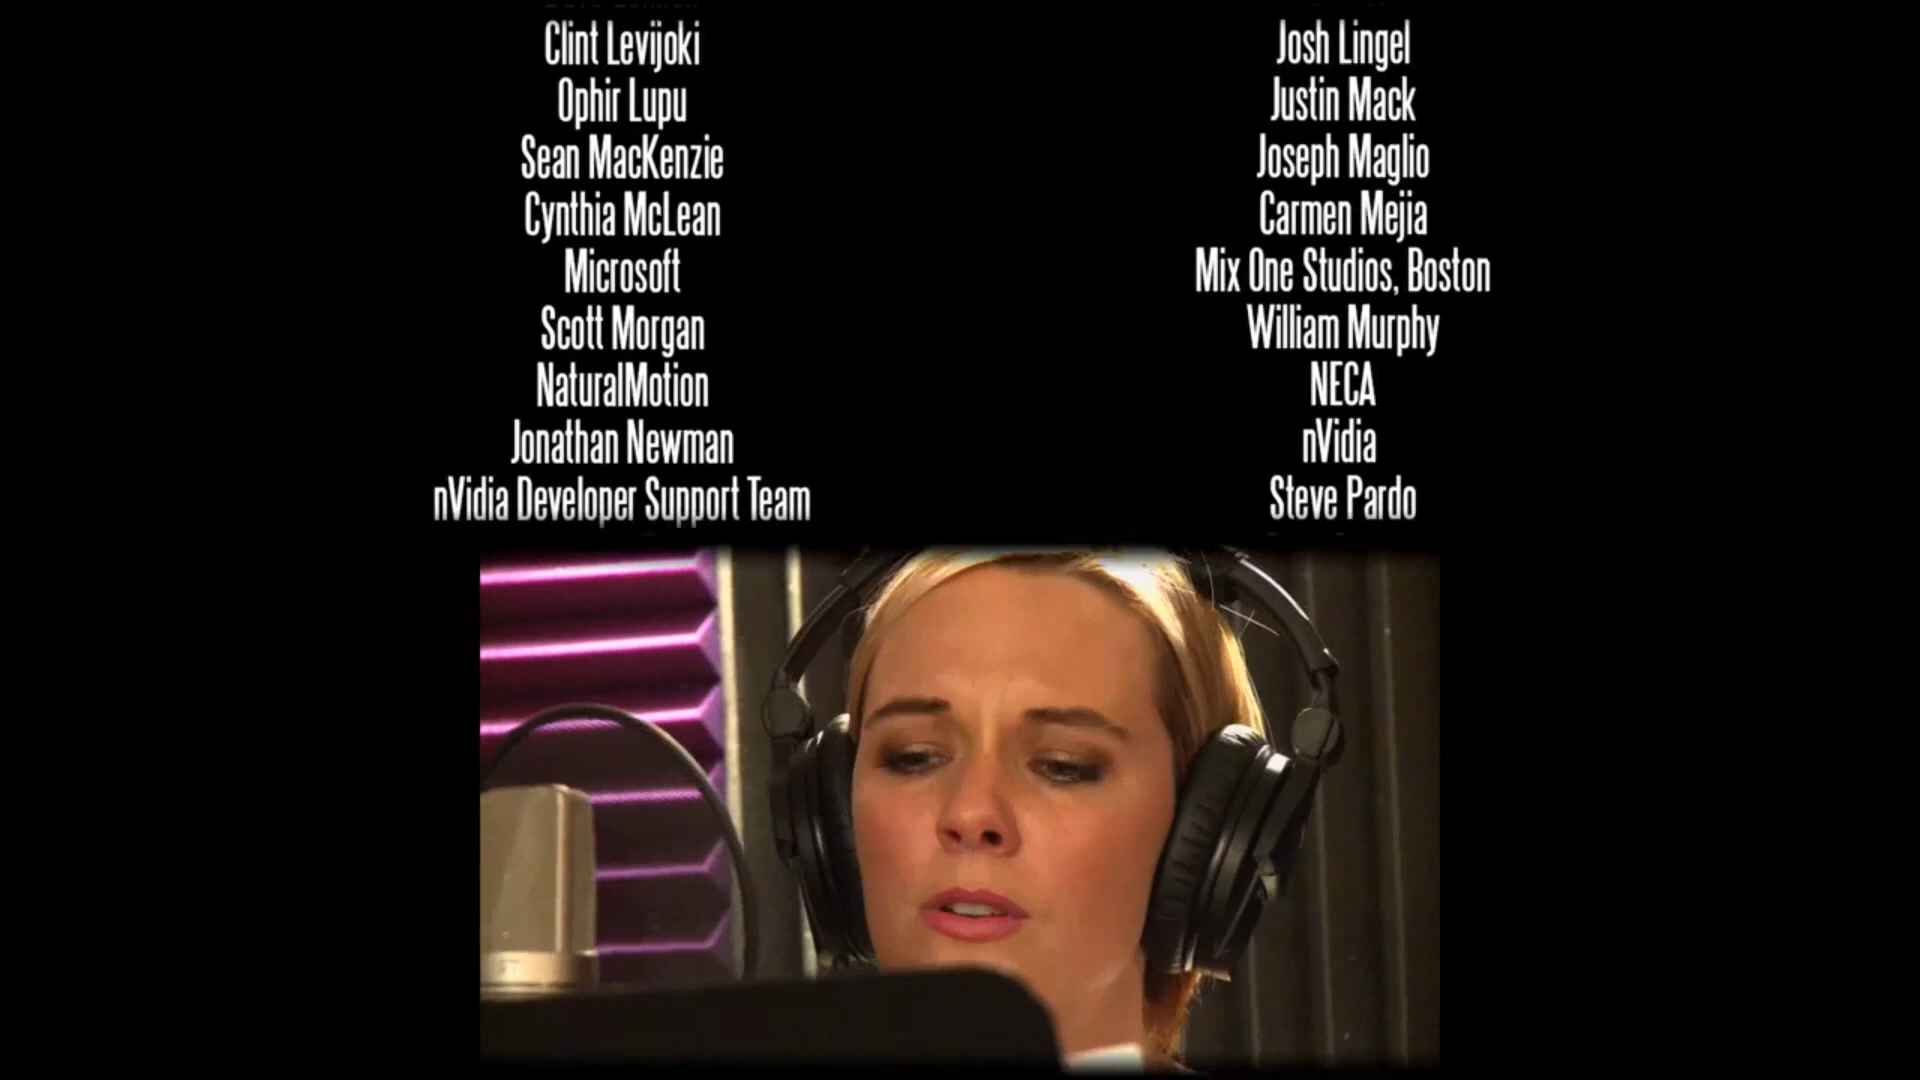 Clint Levijoki
Ophir Lupu
Sean MacKenzie
Cynthia McLean
Microsoft
Scott Morgan
NaturalMotion
Jonathan Newman
nVidia Developer Support Team
Josh Lingel
Justin Mack
Joseph Maglio
Carmen Mejia
Mix One Studios, Boston
William Murphy
NECA
nVidia
Steve Pardo